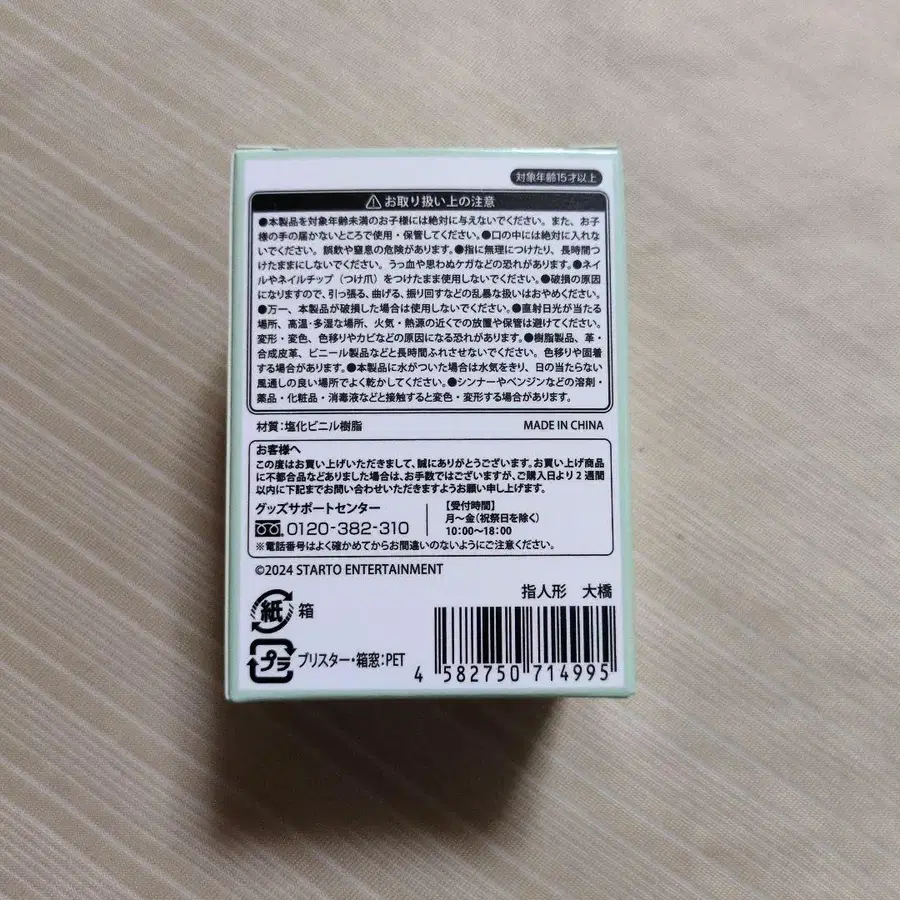 対象年齢15才以上
お取り扱い上の注意
●本製品を対象年齢未満のお子様には絶対に与えないでください。また、お子
様の手の届かないところで使用・保管してください。●口の中には絶対に入れな
いでください。誤飲や窒息の危険があります。●指に無理につけたり、長時間つ
けたままにしないでください。うっ血や思わぬケガなどの恐れがあります。●ネイ
ルやネイルチップ（つけ爪）をつけたまま使用しないでください。●破損の原因
になりますので、引っ張る、曲げる、振り回すなどの乱暴な扱いはおやめください。
●万一、本製品が破損した場合は使用しないでください。●直射日光が当たる
場所、高温・多湿な場所、火気・熱源の近くでの放置や保管は避けてください。
変形・変色、色移りやカビなどの原因になる恐れがあります。●樹脂製品、革・
合成皮革、ビニール製品などと長時間ふれさせないでください。色移りや固着
する場合があります。●本製品に水がついた場合は水気をきり、日の当たらない
風通しの良い場所でよく乾かしてください。●シンナーやベンジンなどの溶剤・
薬品・化粧品・消毒液などと接触すると変色・変形する場合があります。
材質：塩化ビニル樹脂 MADE IN CHINA
お客様へ
この度はお買い上げいただきまして、誠にありがとうございます。お買い上げ商品
に不都合品などありました場合は、お手数ではございますが、ご購入日より2週間
以内に下記までお問い合わせいただきますようお願い申し上げます。
グッズサポートセンター
0120-382-310
【受付時間】
月〜金（祝祭日を除く）
10：00〜18：00
※電話番号はよく確かめてからお間違いのないようにご注意ください。
©2024 STARTO ENTERTAINMENT
指人形 大橋
紙 箱
プラ ブリスター・箱窓：PET
4 582750 714995